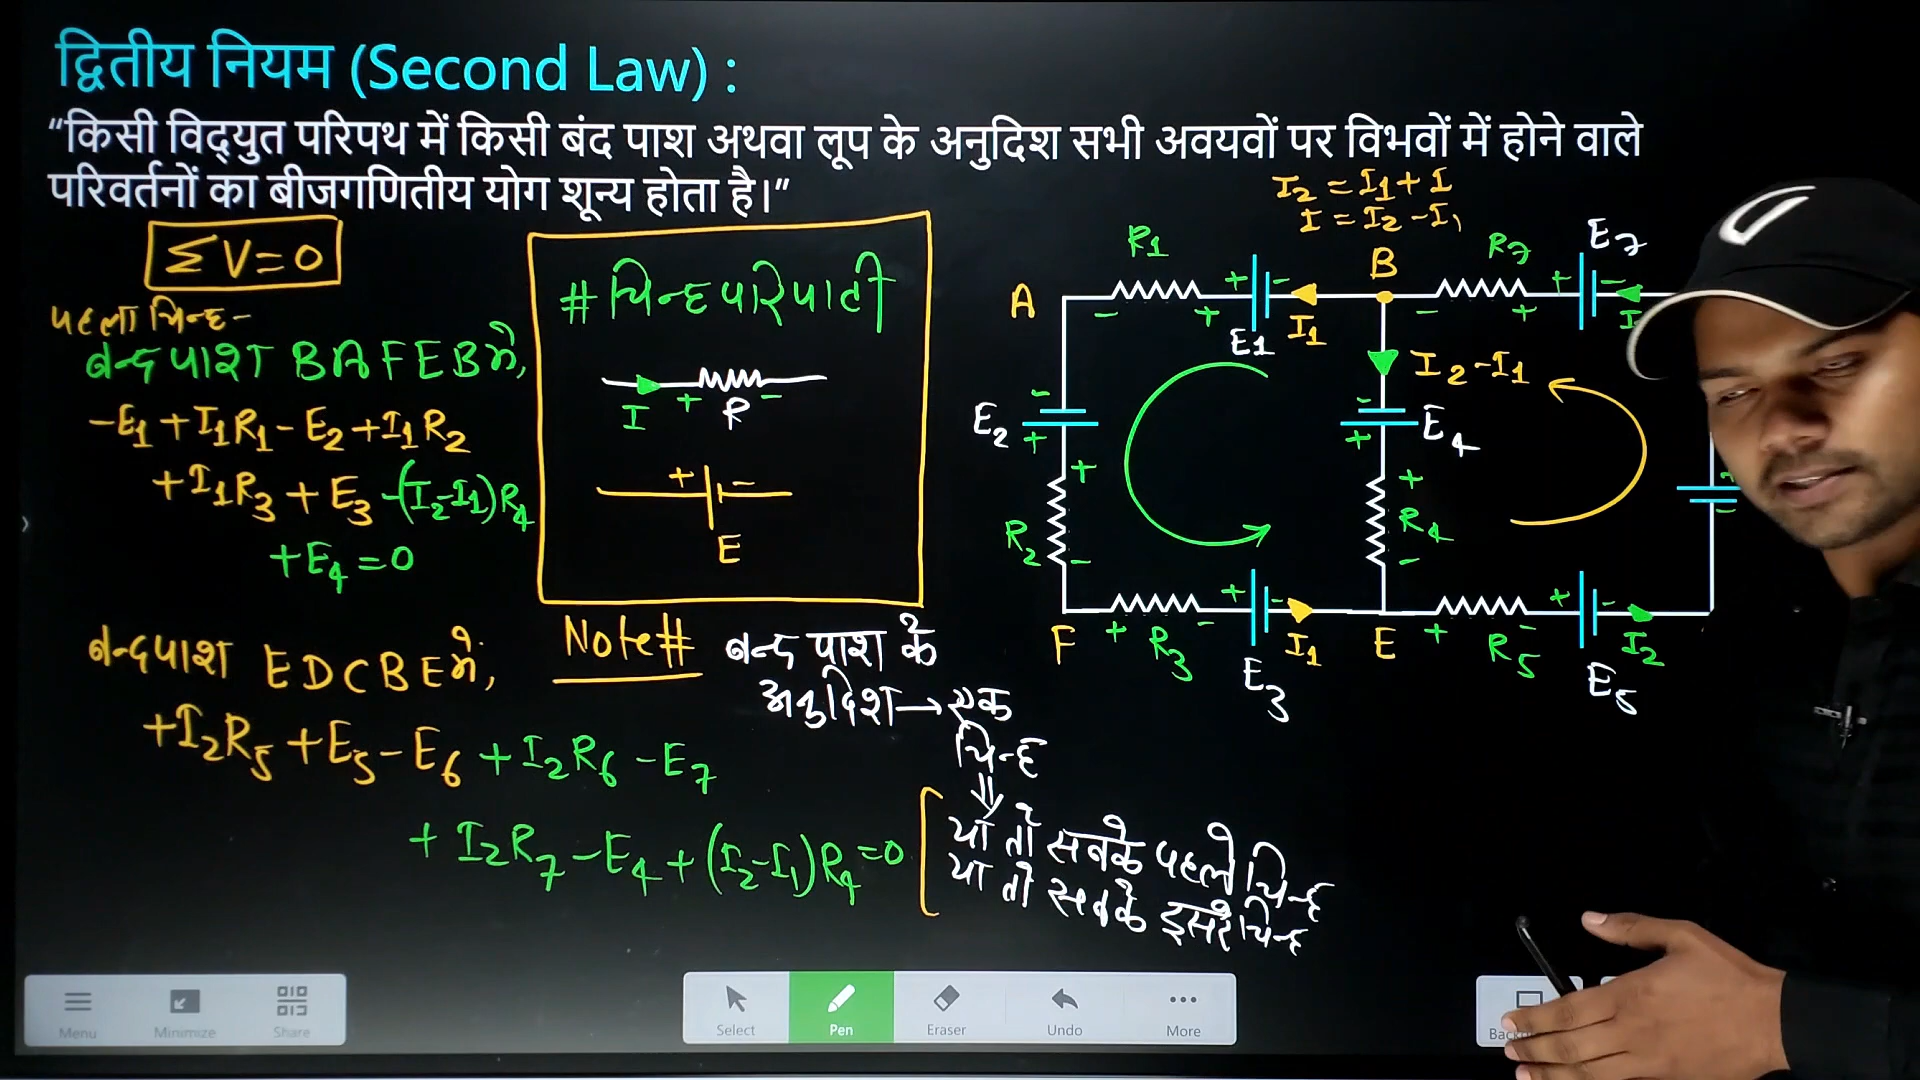 द्वितीय नियम (Second Law) :
“किसी विद्युत परिपथ में किसी बंद पाश अथवा लूप के अनुदिश सभी अवयवों पर विभवों में होने वाले
परिवर्तनों का बीजगणितीय योग शून्य होता है।”
ΣV=0
पहला चिन्ह-
बन्द पाश BAFEB में,
-E₁+I₁R₁-E₂+I₁R₂
+I₁R₃+E₃-(I₂-I₁)R₄
+E₄=0
बन्द पाश EDCBE में,
+I₂R₅+E₅-E₆+I₂R₆-E₇
+I₂R₇-E₄+(I₂-I₁)R₄=0
# चिन्ह परिपाटी
I + R -
+ -
E
Note#
बन्द पाश के
अनुदिश→एक
चिन्ह
⇓
या तो सबके पहले चिन्ह
या तो सबके दूसरे चिन्ह
I₂=I₁+I
I=I₂-I₁
A R₁ - + + - E₁ I₁ B R₇ - + + - E₇ I
I₂-I₁
E₂ - + - + E₄
R₂ + - + R₄ -
F + R₃ - + - E₃ I₁ E + R₅ - + - E₅ I₂
Menu
Minimize
Share
Select
Pen
Eraser
Undo
More